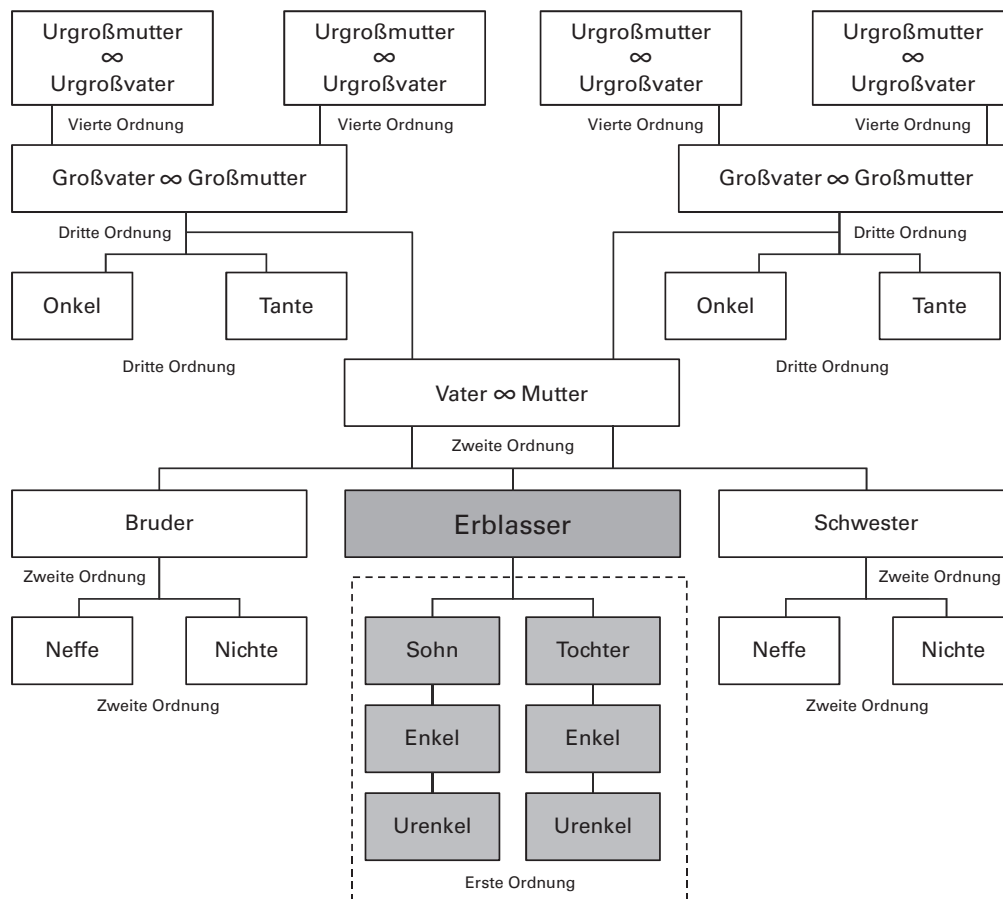 Urgroßmutter
∞
Urgroßvater
Urgroßmutter
∞
Urgroßvater
Urgroßmutter
∞
Urgroßvater
Urgroßmutter
∞
Urgroßvater
Vierte Ordnung
Vierte Ordnung
Vierte Ordnung
Vierte Ordnung
Großvater ∞ Großmutter
Großvater ∞ Großmutter
Dritte Ordnung
Dritte Ordnung
Onkel
Tante
Onkel
Tante
Dritte Ordnung
Dritte Ordnung
Vater ∞ Mutter
Zweite Ordnung
Bruder
Erblasser
Schwester
Zweite Ordnung
Zweite Ordnung
Neffe
Nichte
Sohn
Tochter
Neffe
Nichte
Zweite Ordnung
Zweite Ordnung
Enkel
Enkel
Urenkel
Urenkel
Erste Ordnung